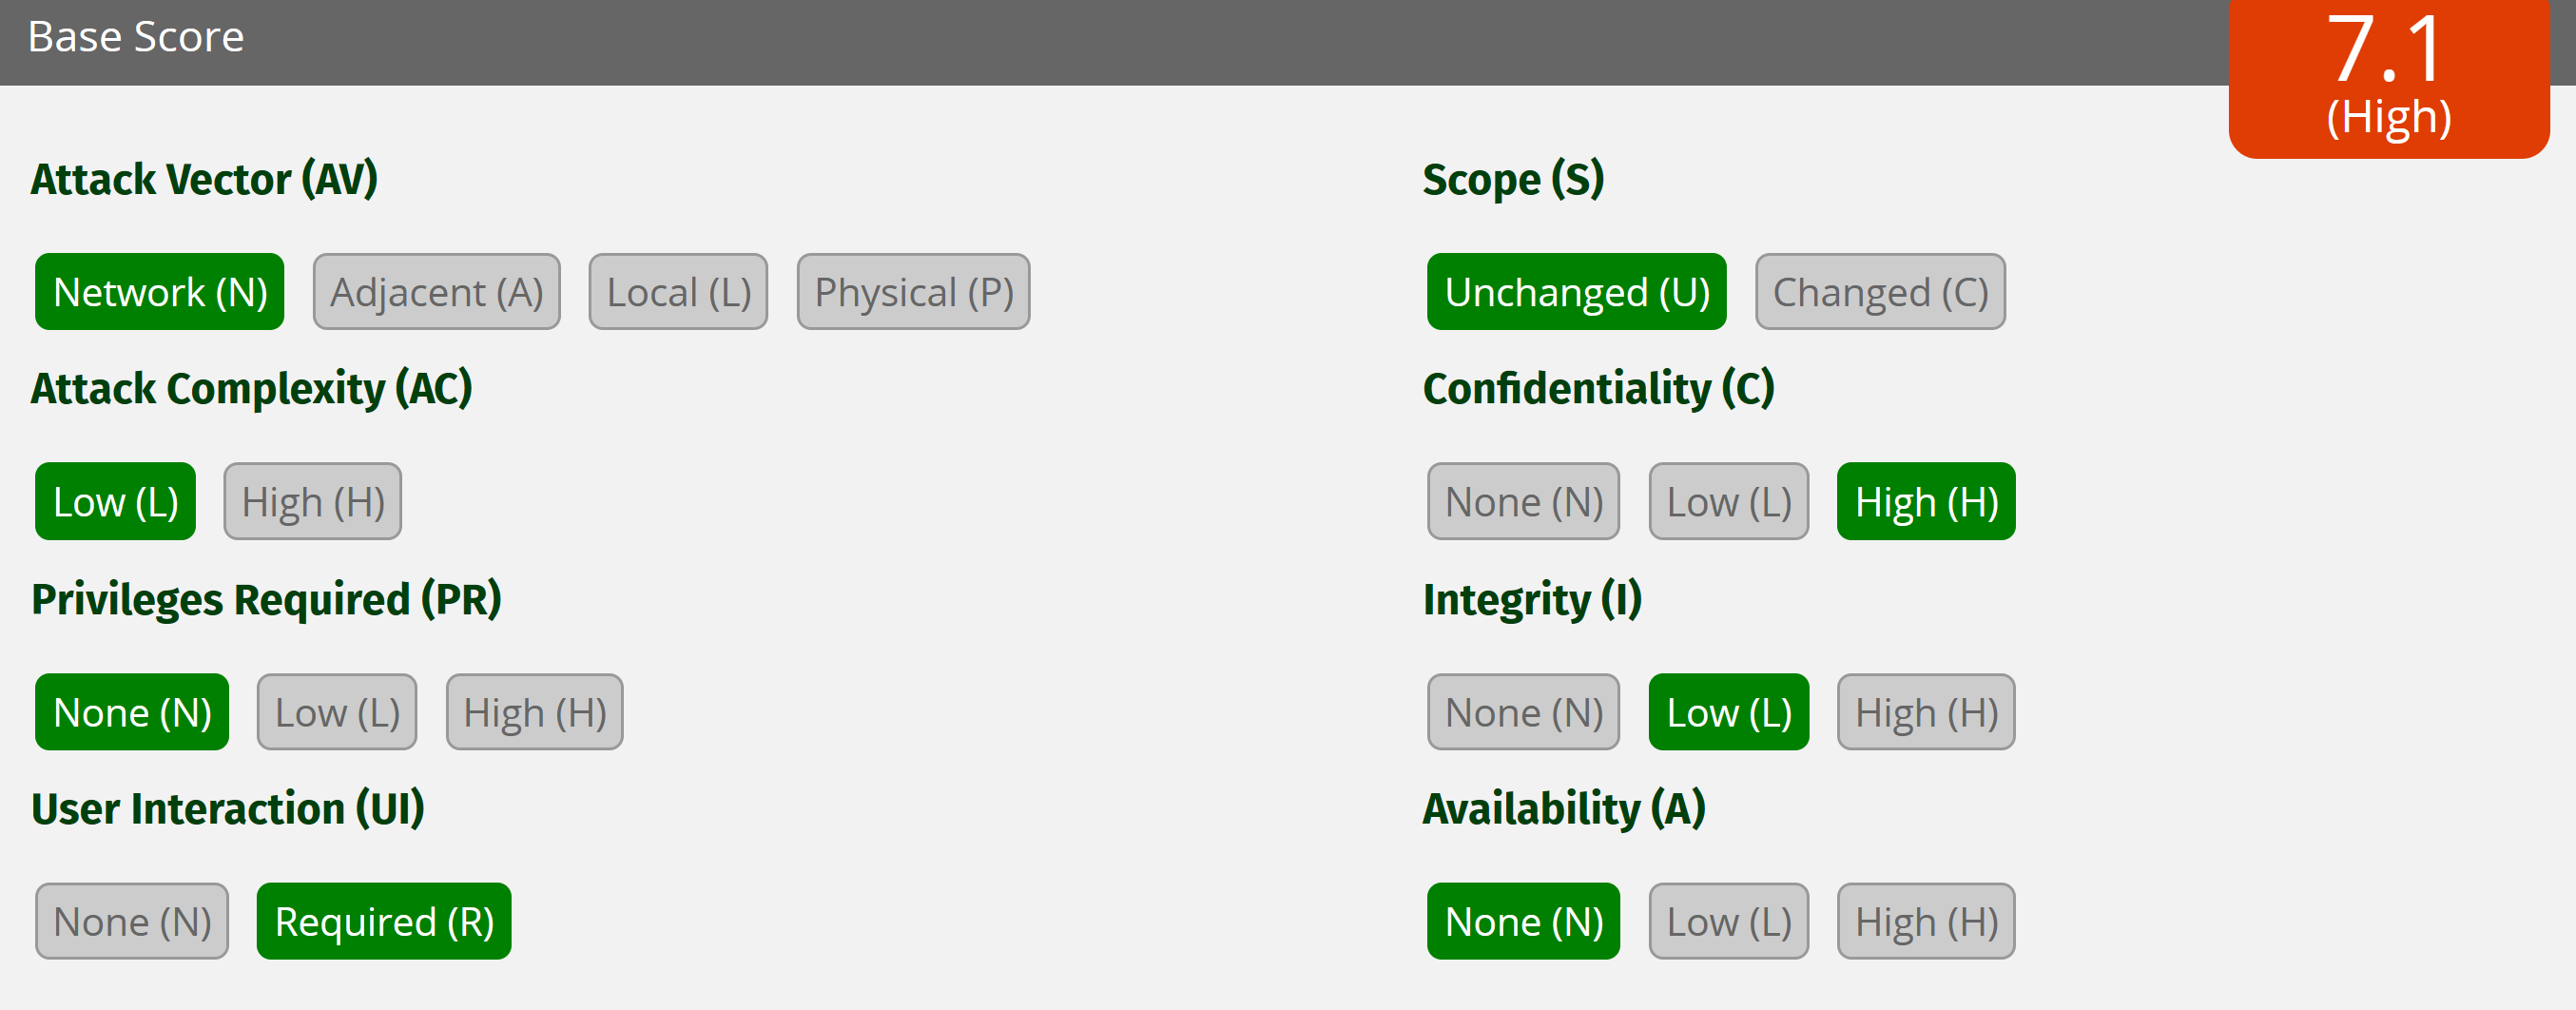 Base Score
7.1
(High)
Attack Vector (AV)
Network (N) Adjacent (A) Local (L) Physical (P)
Attack Complexity (AC)
Low (L) High (H)
Privileges Required (PR)
None (N) Low (L) High (H)
User Interaction (UI)
None (N) Required (R)
Scope (S)
Unchanged (U) Changed (C)
Confidentiality (C)
None (N) Low (L) High (H)
Integrity (I)
None (N) Low (L) High (H)
Availability (A)
None (N) Low (L) High (H)